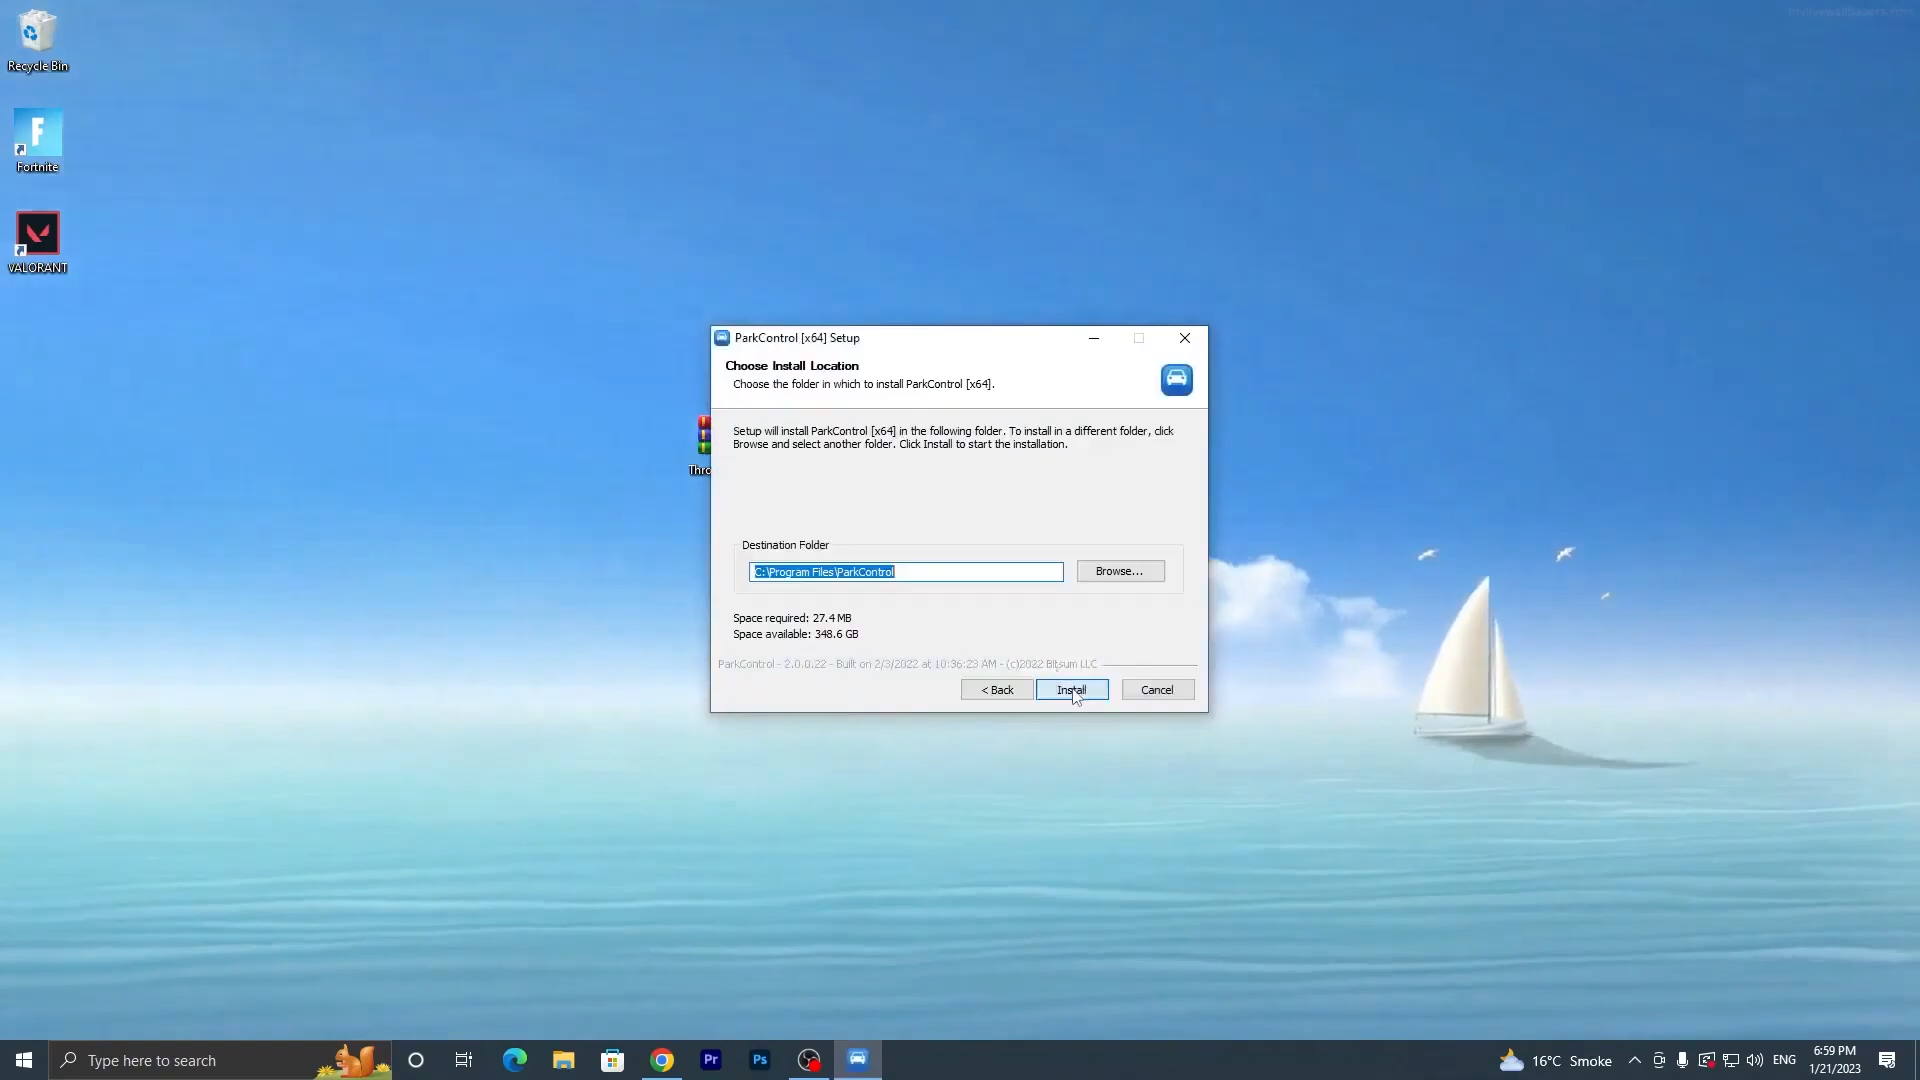 Recycle Bin
Fortnite
VALORANT
Thro
ParkControl [x64] Setup
Choose Install Location
Choose the folder in which to install ParkControl [x64].
Setup will install ParkControl [x64] in the following folder. To install in a different folder, click
Browse and select another folder. Click Install to start the installation.
Destination Folder
C:\Program Files\ParkControl
Browse...
Space required: 27.4 MB
Space available: 348.6 GB
ParkControl - 2.0.0.22 - Built on 2/3/2022 at 10:36:23 AM - (c)2022 Bitsum LLC
< Back
Install
Cancel
Type here to search
Pr
Ps
16°C Smoke
ENG
6:59 PM
1/21/2023